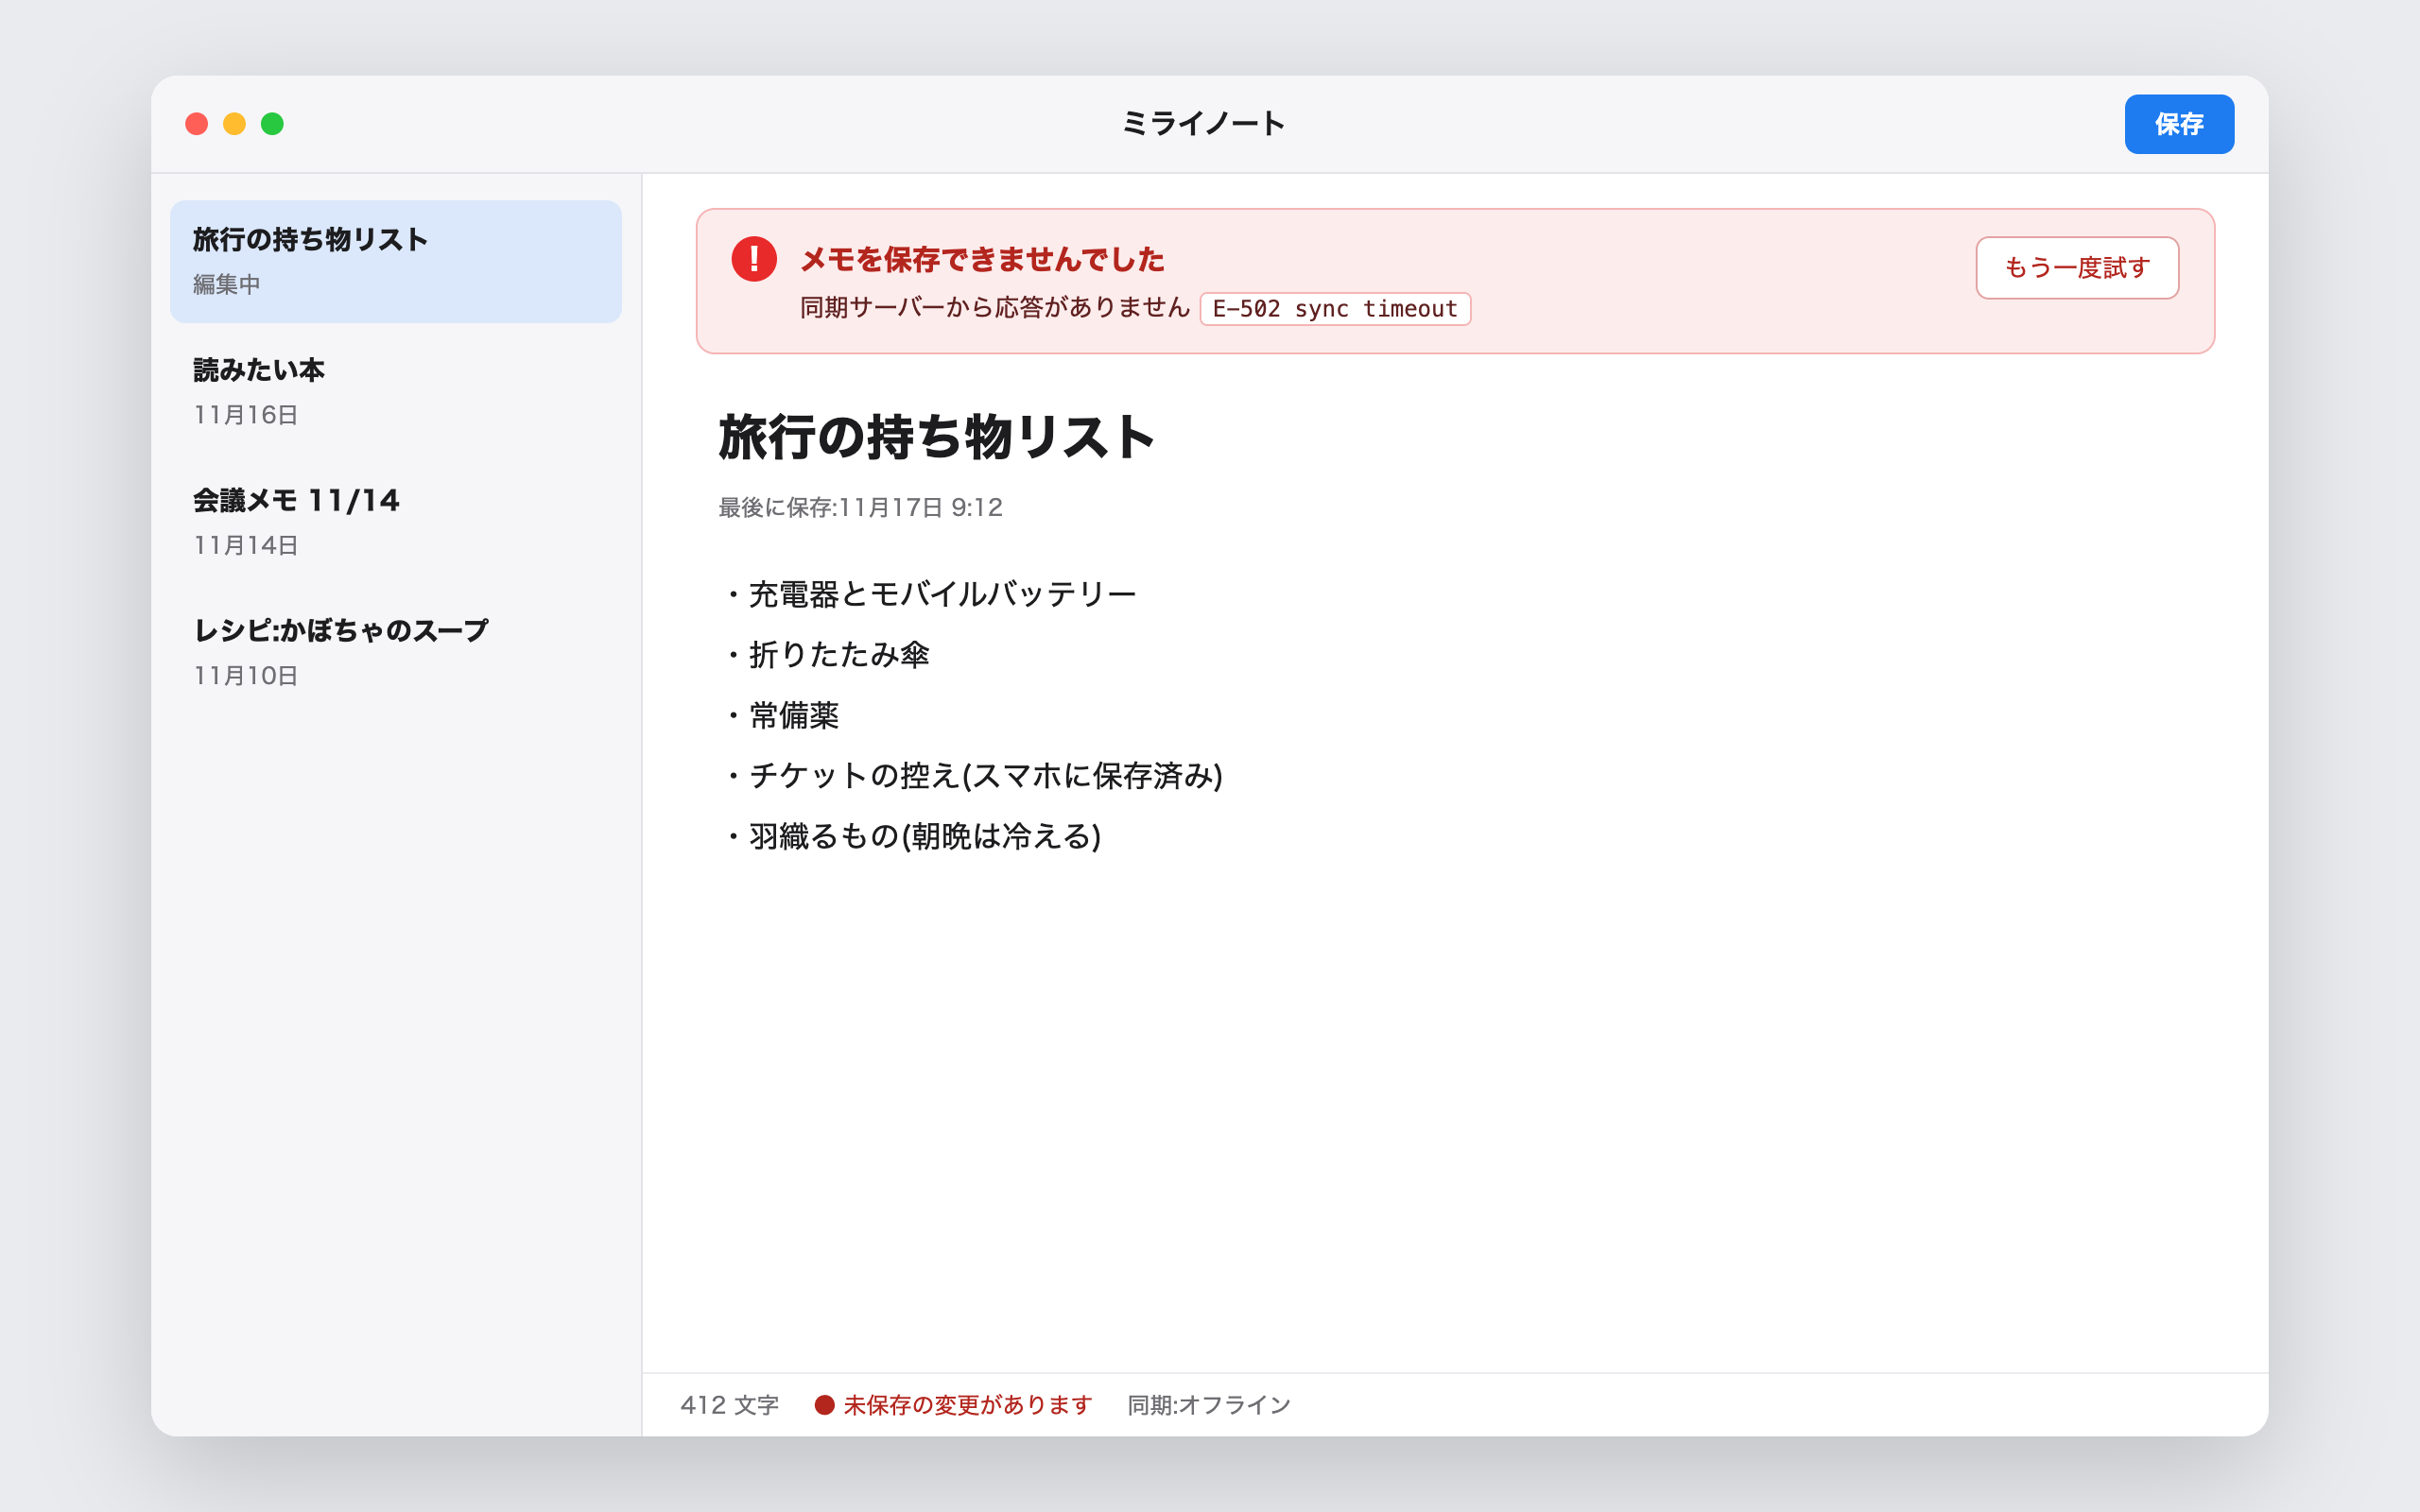 ミライノート
保存
旅行の持ち物リスト
編集中
読みたい本
11月16日
会議メモ 11/14
11月14日
レシピ:かぼちゃのスープ
11月10日
! メモを保存できませんでした
同期サーバーから応答がありません E-502 sync timeout
もう一度試す
旅行の持ち物リスト
最後に保存:11月17日 9:12
・充電器とモバイルバッテリー
・折りたたみ傘
・常備薬
・チケットの控え(スマホに保存済み)
・羽織るもの(朝晩は冷える)
412 文字 未保存の変更があります 同期:オフライン